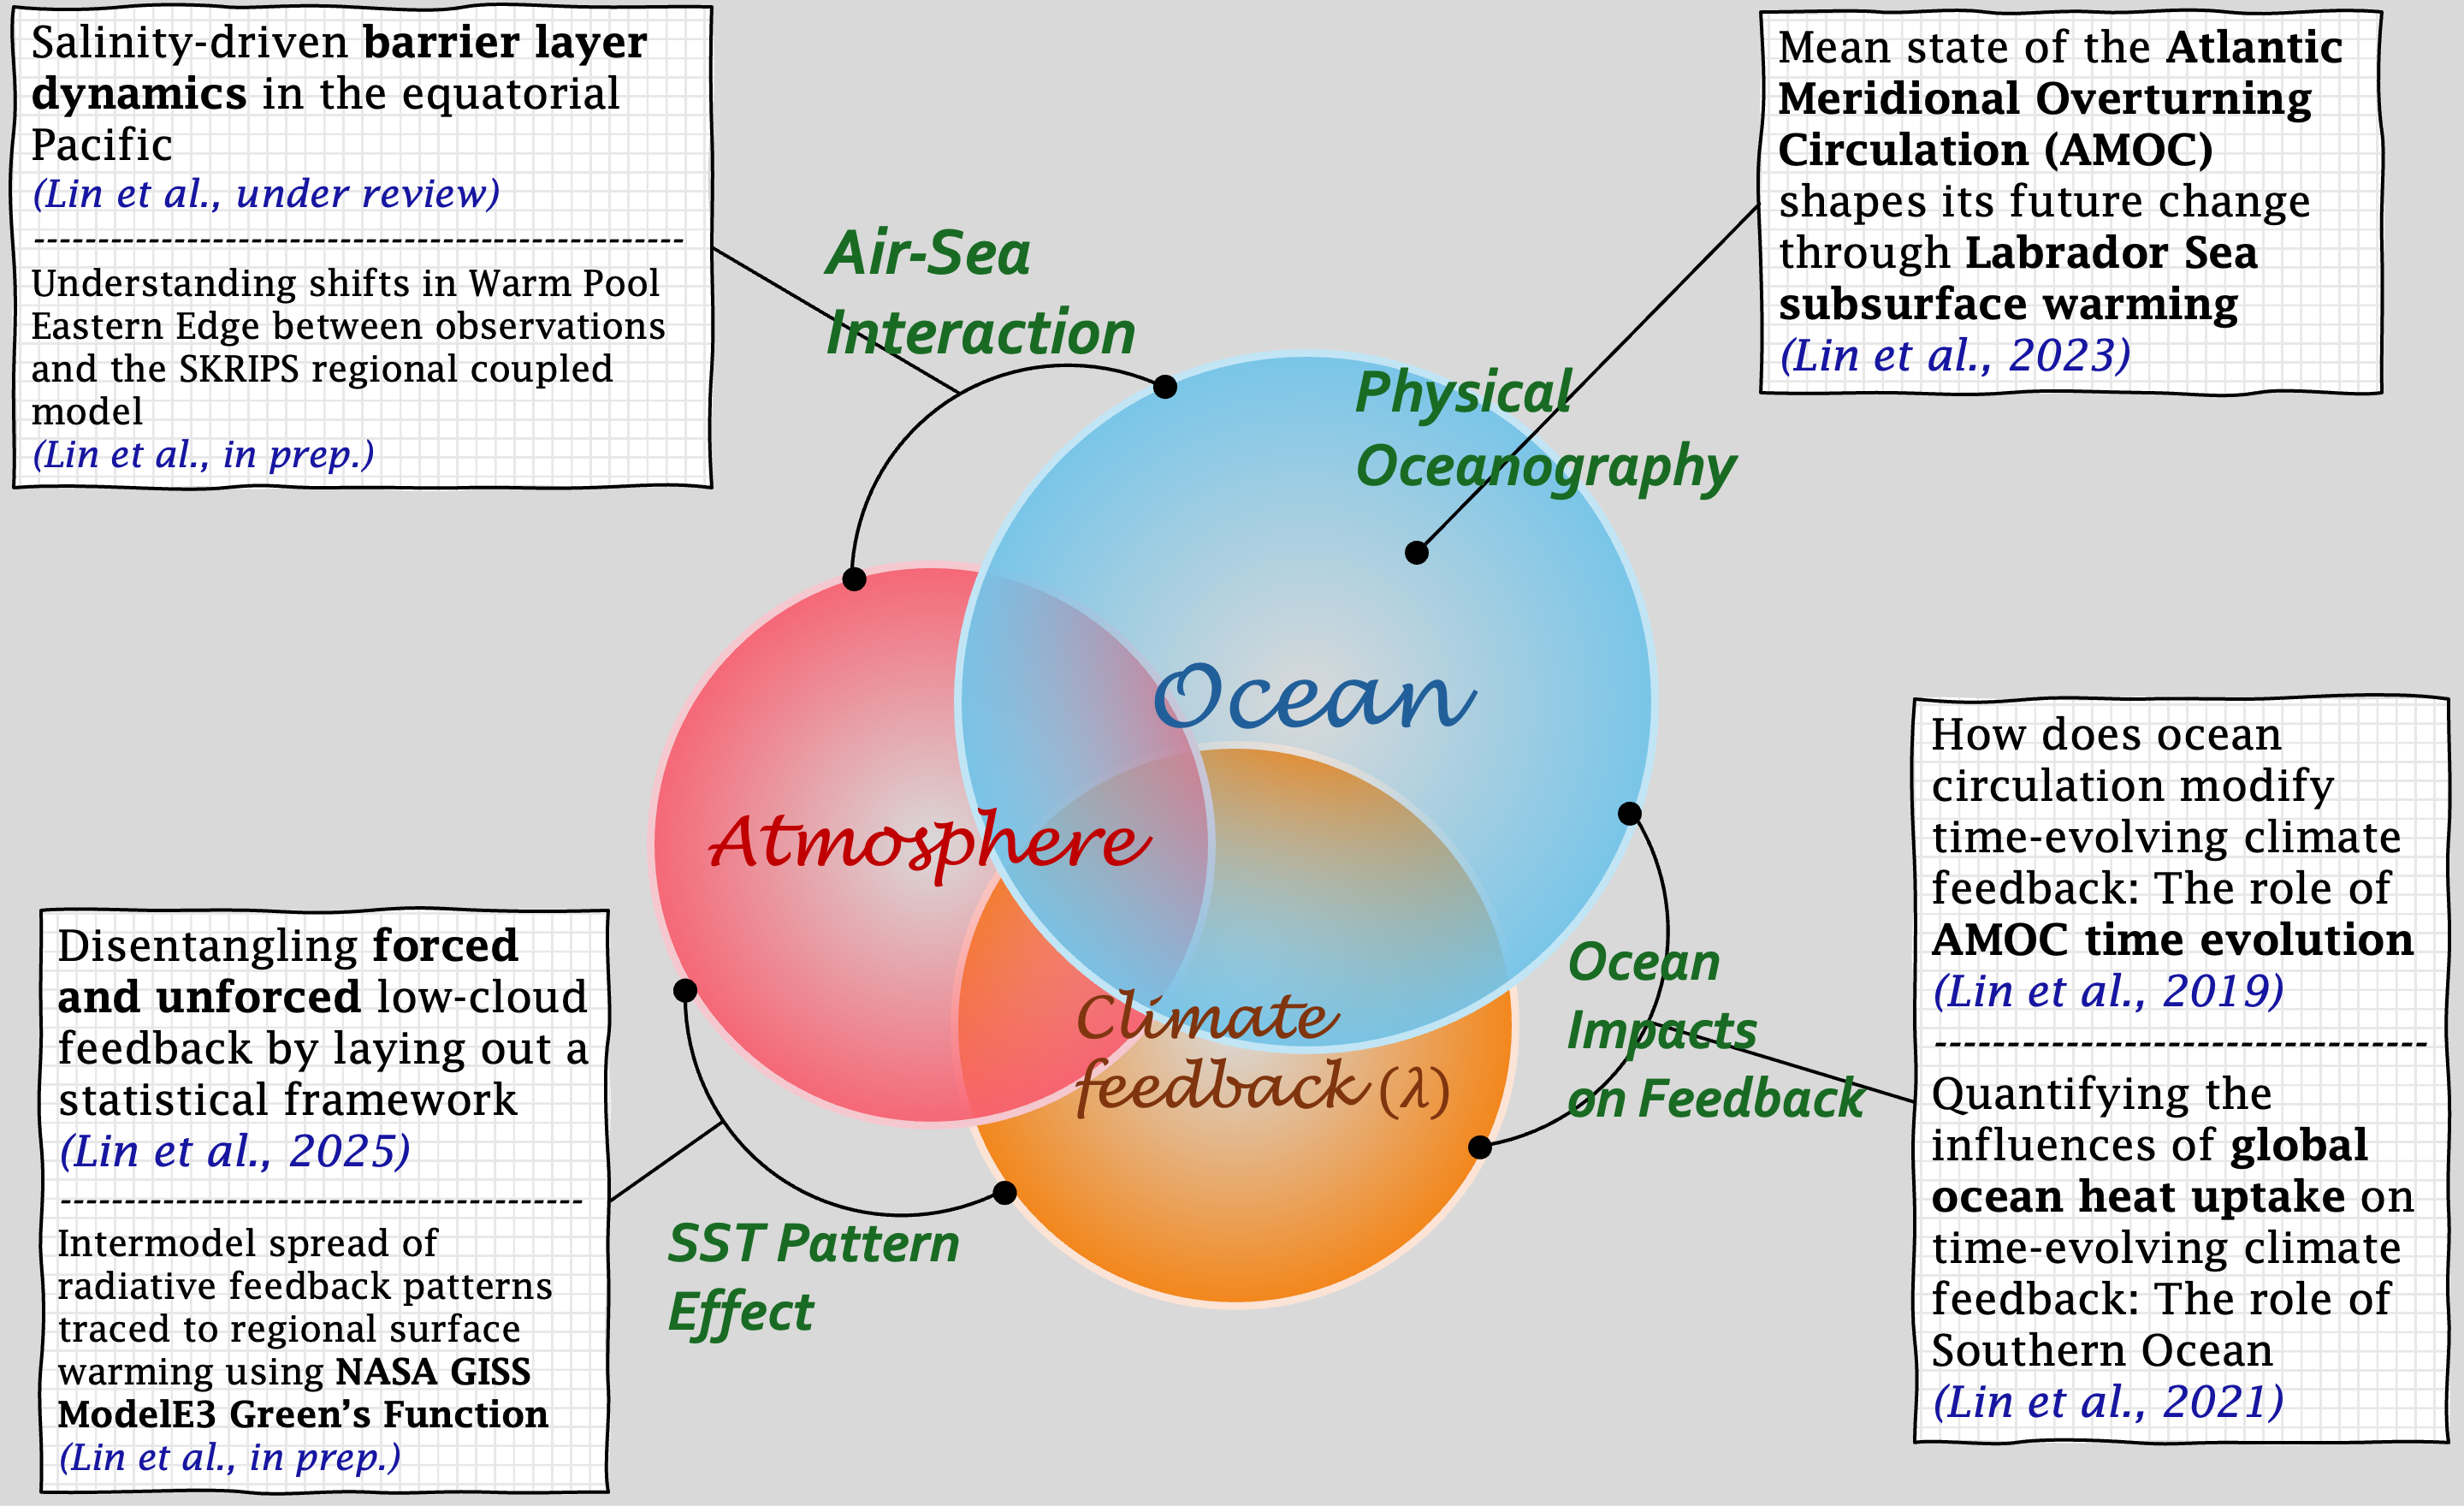 Salinity-driven barrier layer
dynamics in the equatorial
Pacific
(Lin et al., under review)
--------------------------------------------------
Understanding shifts in Warm Pool
Eastern Edge between observations
and the SKRIPS regional coupled
model
(Lin et al., in prep.)
Air-Sea
Interaction
Mean state of the Atlantic
Meridional Overturning
Circulation (AMOC)
shapes its future change
through Labrador Sea
subsurface warming
(Lin et al., 2023)
Physical
Oceanography
Ocean
Atmosphere
Climate
feedback (λ)
Ocean
Impacts
on Feedback
How does ocean
circulation modify
time-evolving climate
feedback: The role of
AMOC time evolution
(Lin et al., 2019)
----------------------------------
Quantifying the
influences of global
ocean heat uptake on
time-evolving climate
feedback: The role of
Southern Ocean
(Lin et al., 2021)
Disentangling forced
and unforced low-cloud
feedback by laying out a
statistical framework
(Lin et al., 2025)
----------------------------------------
Intermodel spread of
radiative feedback patterns
traced to regional surface
warming using NASA GISS
ModelE3 Green’s Function
(Lin et al., in prep.)
SST Pattern
Effect